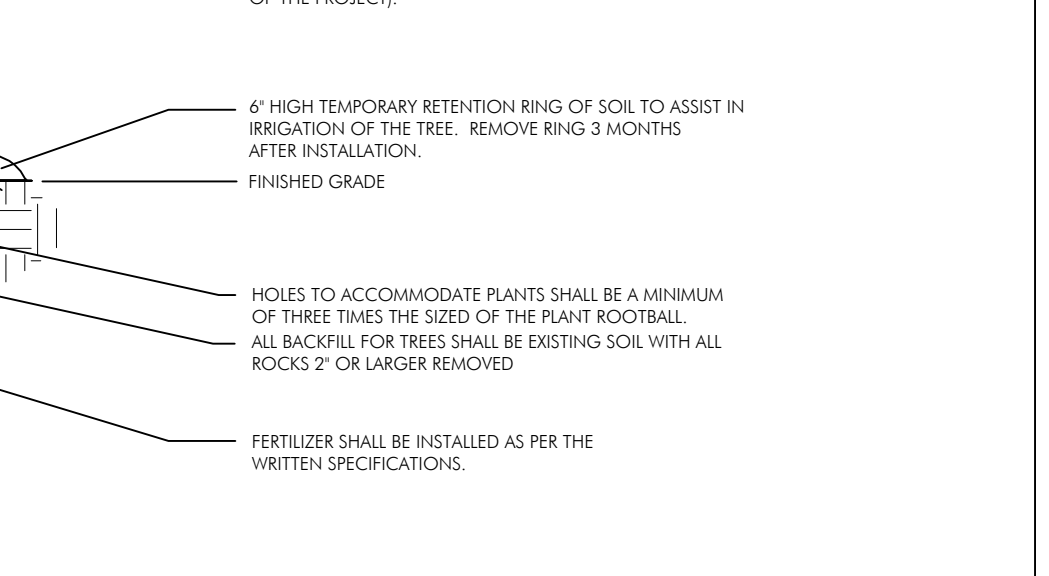 OF THE PROJECT).
6" HIGH TEMPORARY RETENTION RING OF SOIL TO ASSIST IN
IRRIGATION OF THE TREE. REMOVE RING 3 MONTHS
AFTER INSTALLATION.
FINISHED GRADE
HOLES TO ACCOMMODATE PLANTS SHALL BE A MINIMUM
OF THREE TIMES THE SIZED OF THE PLANT ROOTBALL.
ALL BACKFILL FOR TREES SHALL BE EXISTING SOIL WITH ALL
ROCKS 2" OR LARGER REMOVED
FERTILIZER SHALL BE INSTALLED AS PER THE
WRITTEN SPECIFICATIONS.